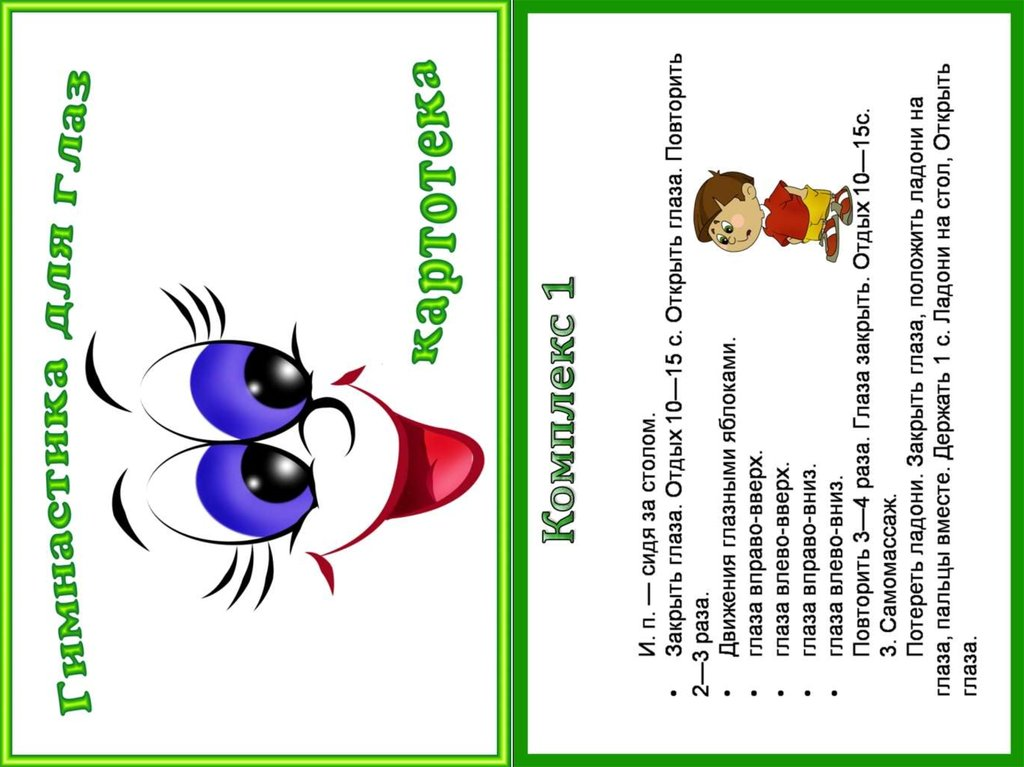 Гимнастика для глаз
картотека
Комплекс 1
И. п. — сидя за столом.
• Закрыть глаза. Отдых 10—15 с. Открыть глаза. Повторить
2—3 раза.
• Движения глазными яблоками.
• глаза вправо-вверх.
• глаза влево-вверх.
• глаза вправо-вниз.
• глаза влево-вниз.
Повторить 3—4 раза. Глаза закрыть. Отдых 10—15с.
3. Самомассаж.
Потереть ладони. Закрыть глаза, положить ладони на
глаза, пальцы вместе. Держать 1 с. Ладони на стол, Открыть
глаза.